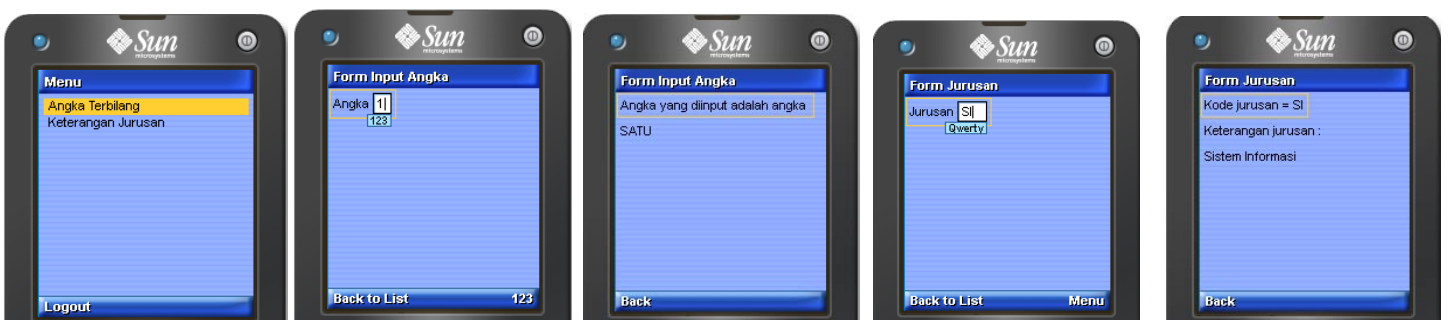 Sun
microsystems
Menu
Angka Terbilang
Keterangan Jurusan
Logout
Sun
microsystems
Form Input Angka
Angka 1
123
Back to List 123
Sun
microsystems
Form Input Angka
Angka yang diinput adalah angka
SATU
Back
Sun
microsystems
Form Jurusan
Jurusan SI
Qwerty
Back to List Menu
Sun
microsystems
Form Jurusan
Kode jurusan = SI
Keterangan jurusan :
Sistem Informasi
Back